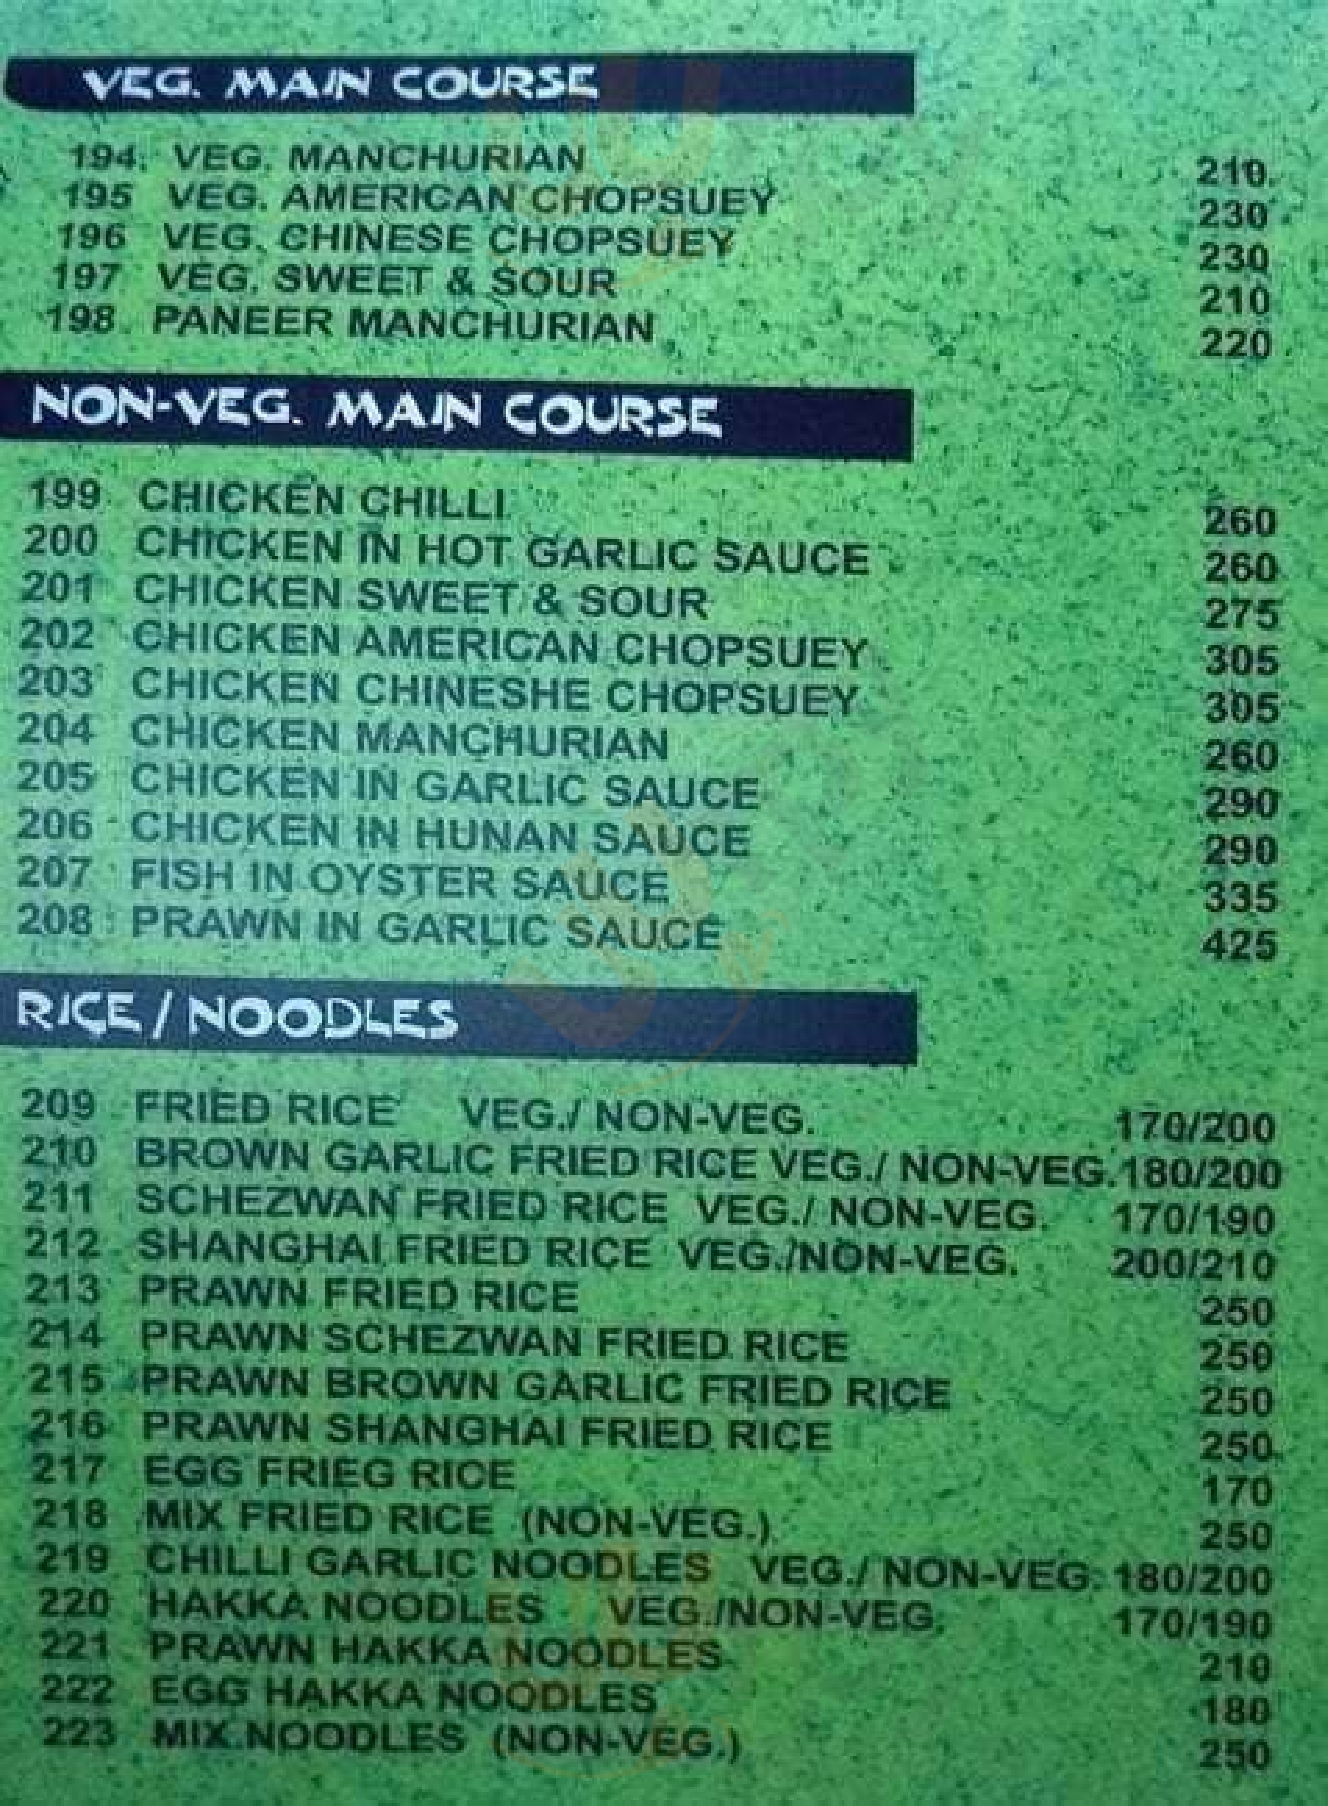 VEG. MAIN COURSE
194. VEG. MANCHURIAN 210
195 VEG. AMERICAN CHOPSUEY 230
196 VEG. CHINESE CHOPSUEY 230
197 VEG. SWEET & SOUR 210
198 PANEER MANCHURIAN 220
NON-VEG. MAIN COURSE
199 CHICKEN CHILLI 260
200 CHICKEN IN HOT GARLIC SAUCE 260
201 CHICKEN SWEET & SOUR 275
202 CHICKEN AMERICAN CHOPSUEY 305
203 CHICKEN CHINESHE CHOPSUEY 305
204 CHICKEN MANCHURIAN 260
205 CHICKEN IN GARLIC SAUCE 290
206 CHICKEN IN HUNAN SAUCE 290
207 FISH IN OYSTER SAUCE 335
208 PRAWN IN GARLIC SAUCE 425
RICE / NOODLES
209 FRIED RICE VEG./ NON-VEG. 170/200
210 BROWN GARLIC FRIED RICE VEG./ NON-VEG. 180/200
211 SCHEZWAN FRIED RICE VEG./ NON-VEG. 170/190
212 SHANGHAI FRIED RICE VEG./NON-VEG. 200/210
213 PRAWN FRIED RICE 250
214 PRAWN SCHEZWAN FRIED RICE 250
215 PRAWN BROWN GARLIC FRIED RICE 250
216 PRAWN SHANGHAI FRIED RICE 250
217 EGG FRIEG RICE 170
218 MIX FRIED RICE (NON-VEG.) 250
219 CHILLI GARLIC NOODLES VEG./ NON-VEG. 180/200
220 HAKKA NOODLES VEG./NON-VEG. 170/190
221 PRAWN HAKKA NOODLES 210
222 EGG HAKKA NOODLES 180
223 MIX NOODLES (NON-VEG.) 250